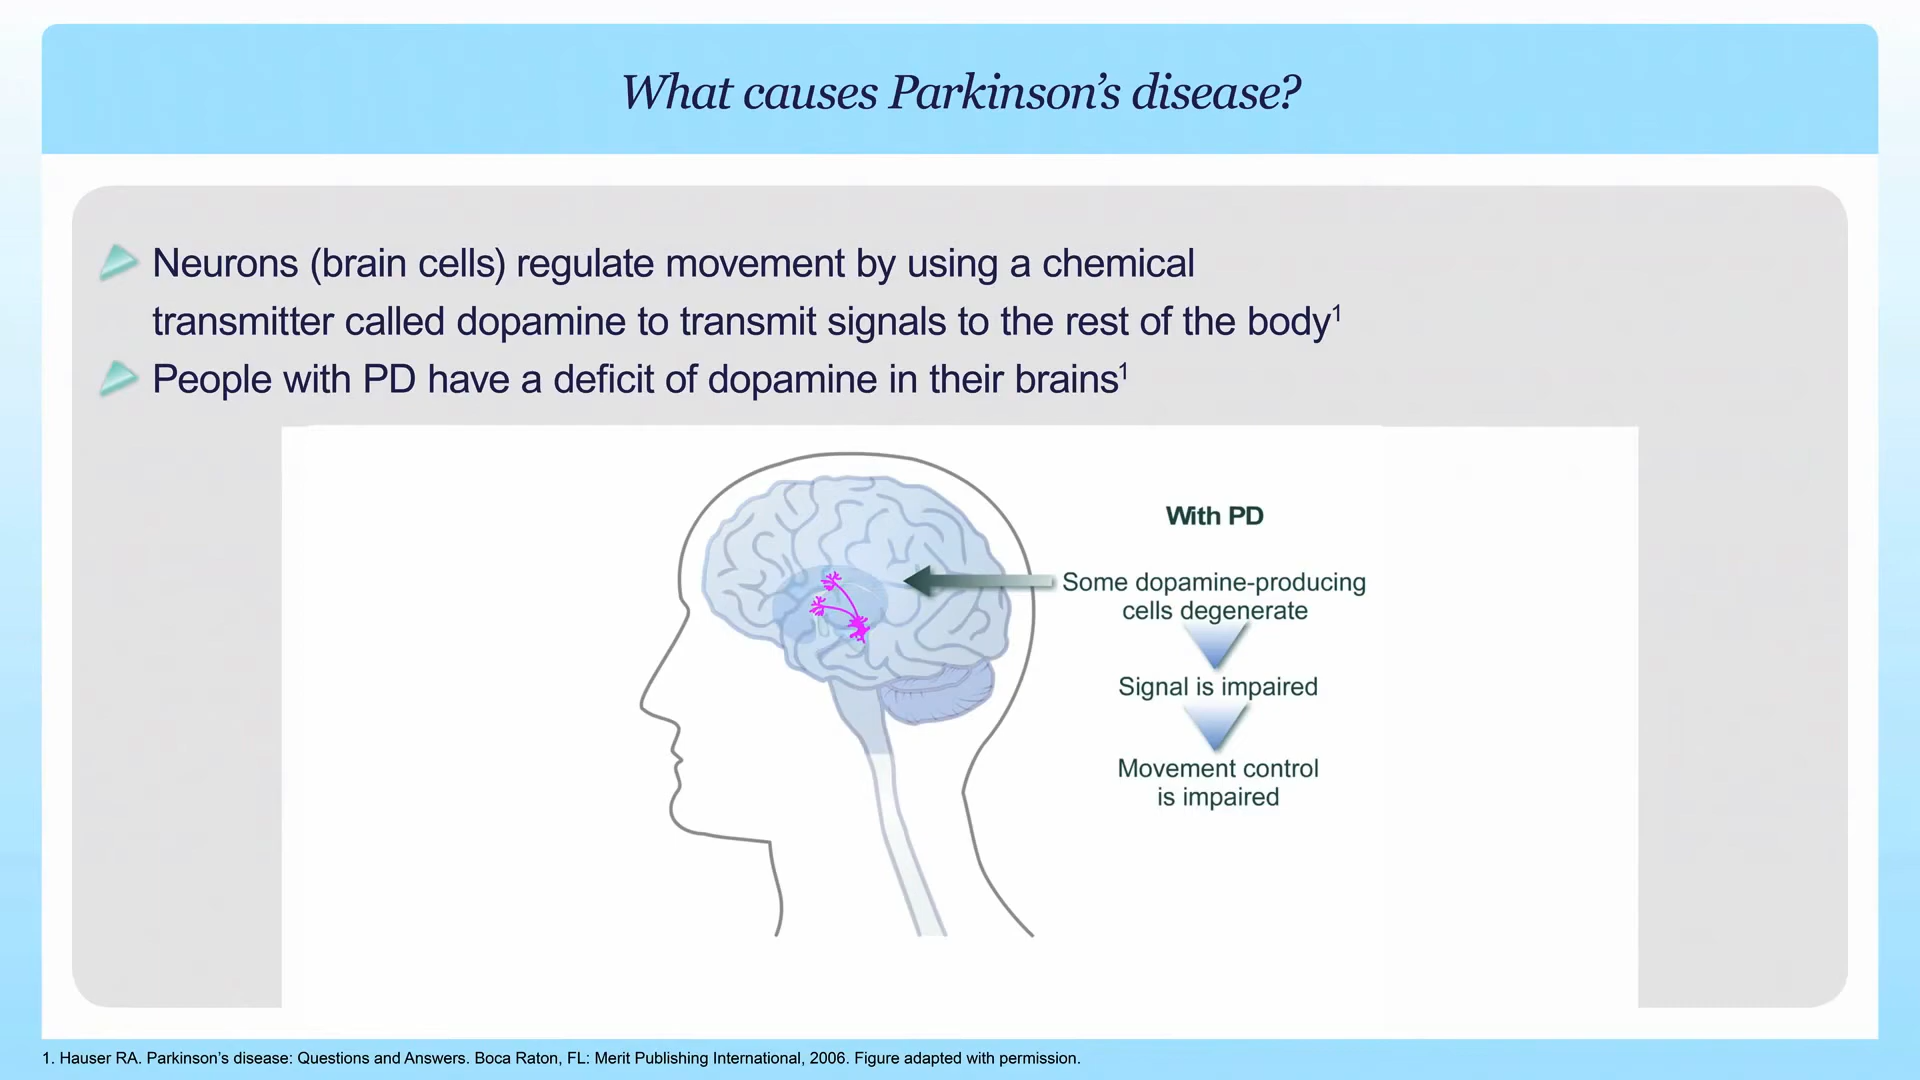 What causes Parkinson’s disease?
Neurons (brain cells) regulate movement by using a chemical
transmitter called dopamine to transmit signals to the rest of the body1
People with PD have a deficit of dopamine in their brains1
With PD
Some dopamine-producing
cells degenerate
Signal is impaired
Movement control
is impaired
1. Hauser RA. Parkinson’s disease: Questions and Answers. Boca Raton, FL: Merit Publishing International, 2006. Figure adapted with permission.